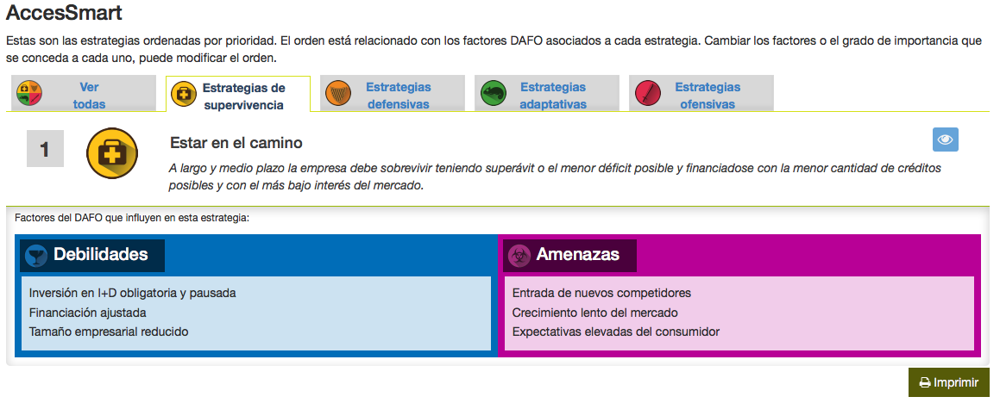 AccesSmart
Estas son las estrategias ordenadas por prioridad. El orden está relacionado con los factores DAFO asociados a cada estrategia. Cambiar los factores o el grado de importancia que
se conceda a cada uno, puede modificar el orden.
Ver
todas
Estrategias de
supervivencia
Estrategias
defensivas
Estrategias
adaptativas
Estrategias
ofensivas
1
Estar en el camino
A largo y medio plazo la empresa debe sobrevivir teniendo superávit o el menor déficit posible y financiadose con la menor cantidad de créditos
posibles y con el más bajo interés del mercado.
Factores del DAFO que influyen en esta estrategia:
Debilidades
Inversión en I+D obligatoria y pausada
Financiación ajustada
Tamaño empresarial reducido
Amenazas
Entrada de nuevos competidores
Crecimiento lento del mercado
Expectativas elevadas del consumidor
Imprimir